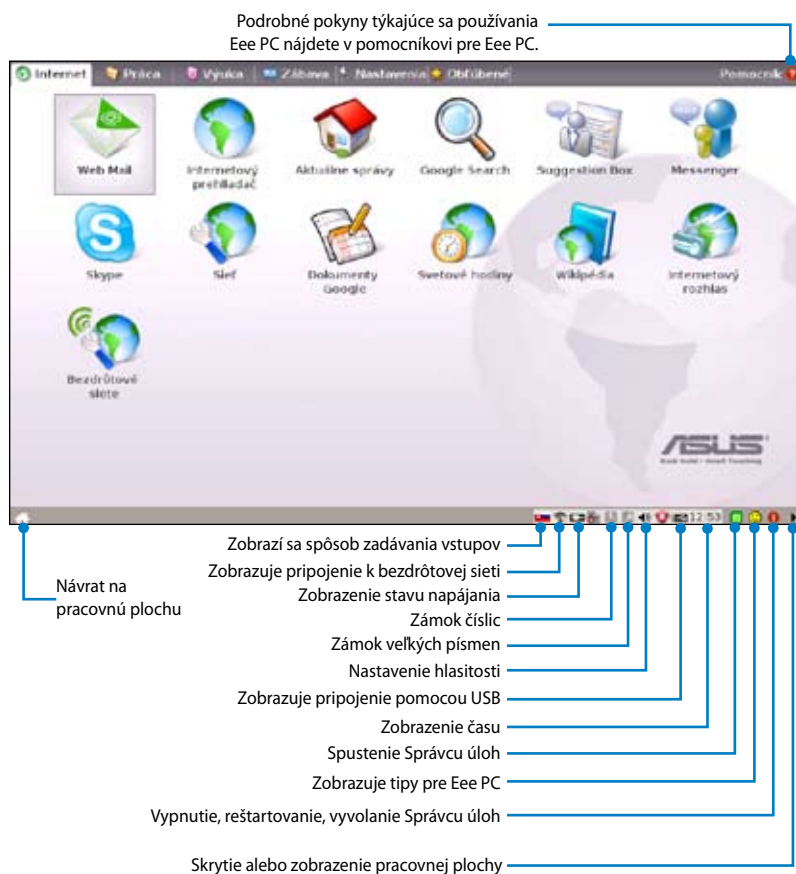 Podrobné pokyny týkajúce sa používania
Eee PC nájdete v pomocníkovi pre Eee PC.
Internet Práca Výuka Zábava Nastavenia Obľúbené Pomocník
Web Mail
Internetový
prehliadač
Aktuálne správy
Google Search
Suggestion Box
Messenger
Skype
Sieť
Dokumenty
Google
Svetové hodiny
Wikipédia
Internetový
rozhlas
Bezdrôtové
siete
ASUS
12:53
Zobrazí sa spôsob zadávania vstupov
Zobrazuje pripojenie k bezdrôtovej sieti
Návrat na
pracovnú plochu
Zobrazenie stavu napájania
Zámok číslic
Zámok veľkých písmen
Nastavenie hlasitosti
Zobrazuje pripojenie pomocou USB
Zobrazenie času
Spustenie Správcu úloh
Zobrazuje tipy pre Eee PC
Vypnutie, reštartovanie, vyvolanie Správcu úloh
Skrytie alebo zobrazenie pracovnej plochy